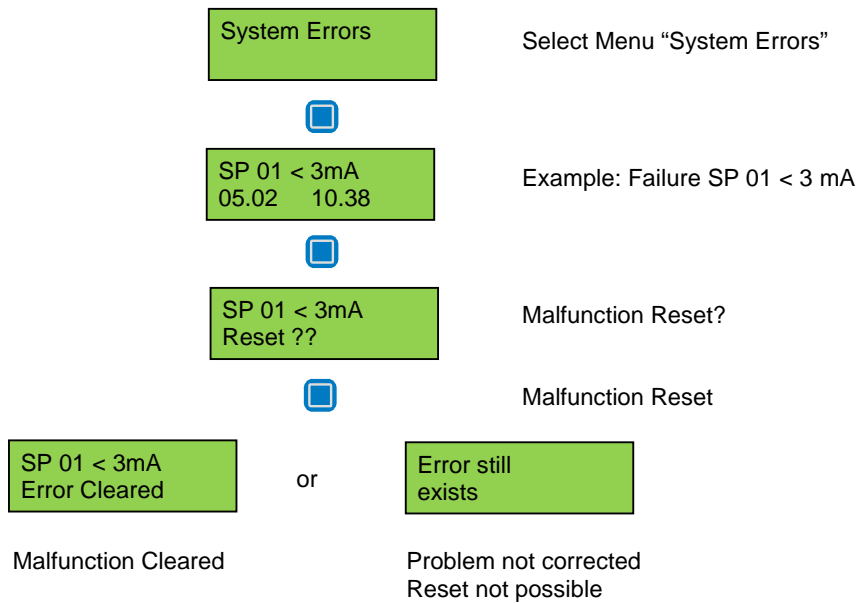 System Errors
Select Menu “System Errors”
SP 01 < 3mA
05.02 10.38
Example: Failure SP 01 < 3 mA
SP 01 < 3mA
Reset ??
Malfunction Reset?
Malfunction Reset
SP 01 < 3mA
Error Cleared
or
Error still
exists
Malfunction Cleared
Problem not corrected
Reset not possible